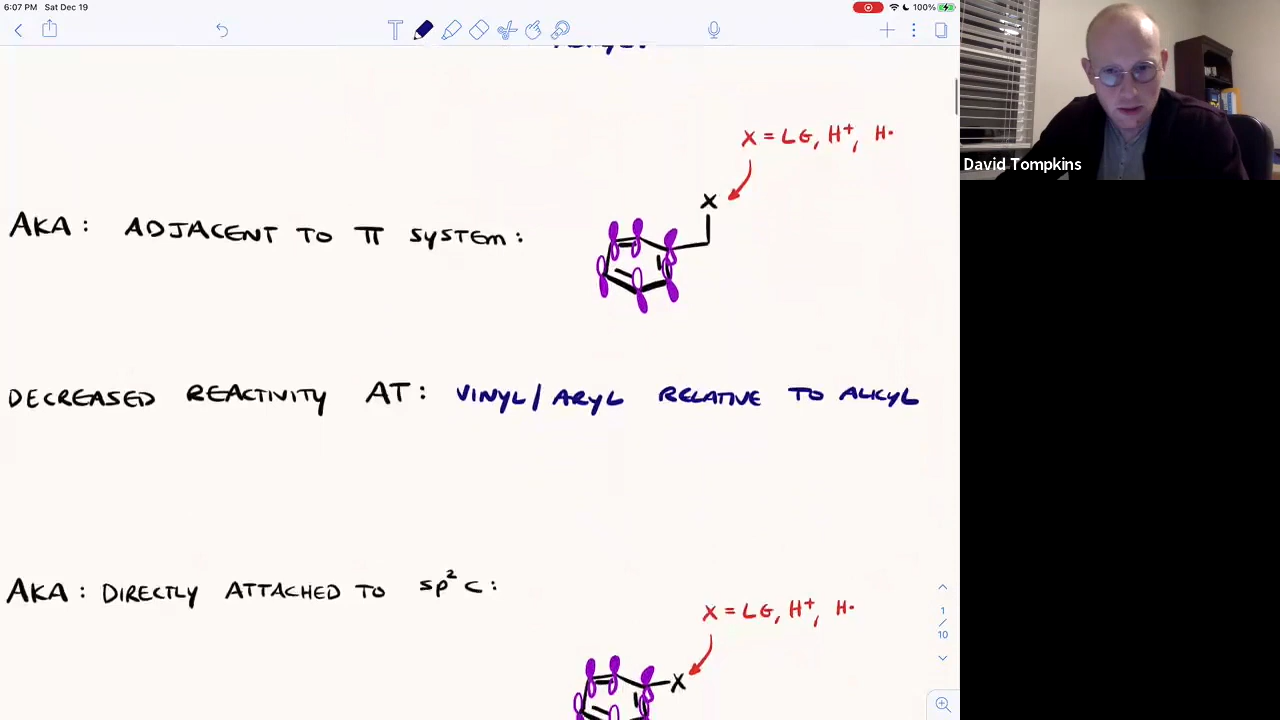 6:07 PM Sat Dec 19
100%
T
X = LG, H+, H·
David Tompkins
X
AKA: ADJACENT TO π SYSTEM:
DECREASED REACTIVITY AT: VINYL/ARYL RELATIVE TO ALKYL
AKA: DIRECTLY ATTACHED TO sp² C:
X = LG, H+, H·
1
/
10
X